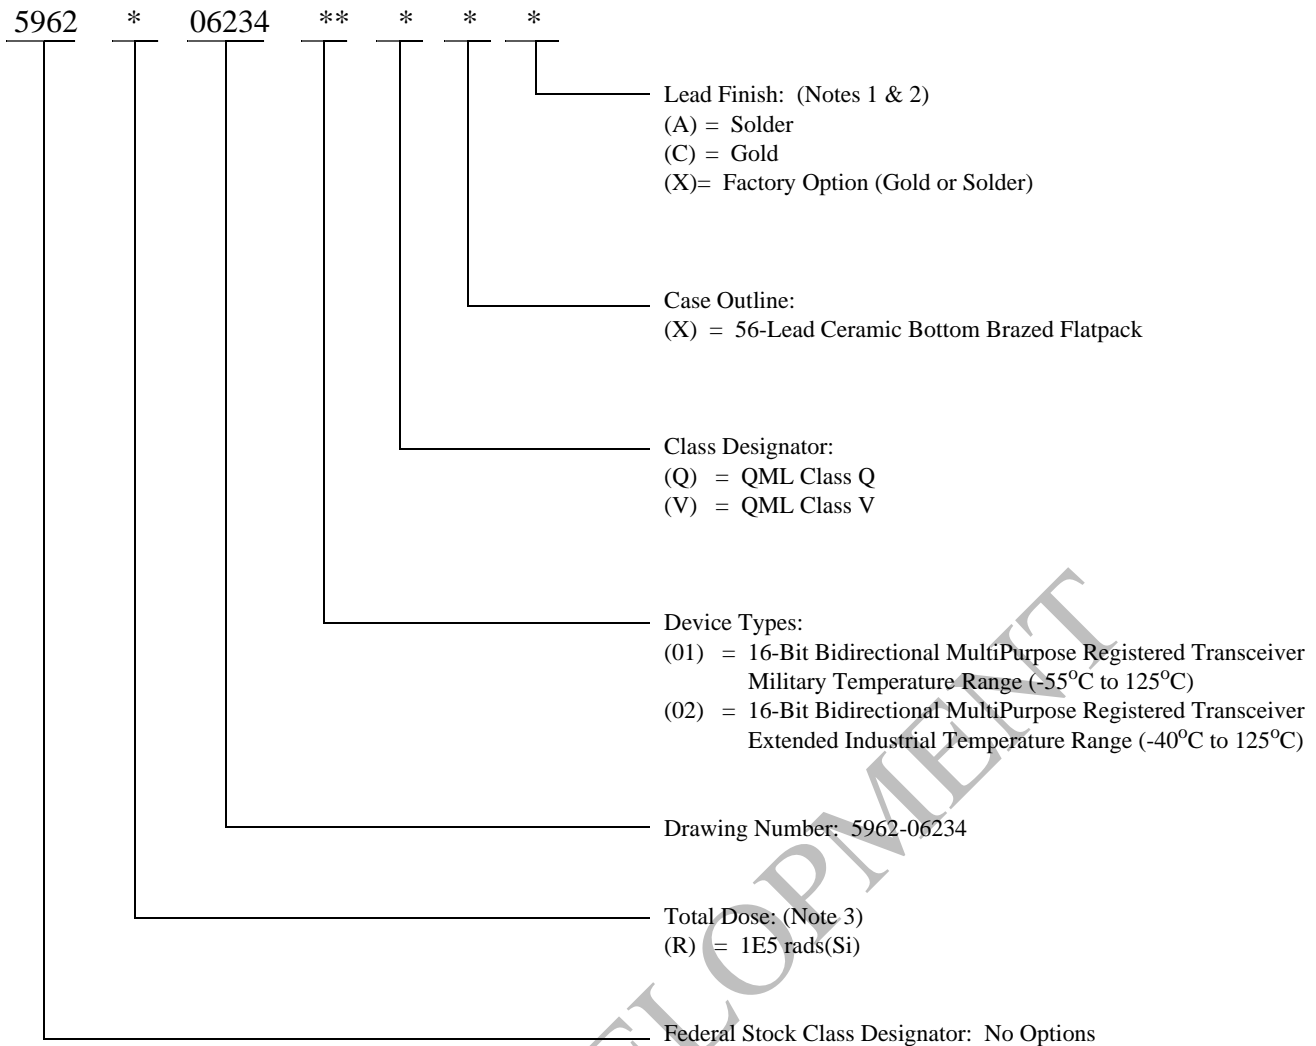 5962 * 06234 ** * * *
Lead Finish: (Notes 1 & 2)
(A) = Solder
(C) = Gold
(X)= Factory Option (Gold or Solder)
Case Outline:
(X) = 56-Lead Ceramic Bottom Brazed Flatpack
Class Designator:
(Q) = QML Class Q
(V) = QML Class V
Device Types:
(01) = 16-Bit Bidirectional MultiPurpose Registered Transceiver
Military Temperature Range (-55°C to 125°C)
(02) = 16-Bit Bidirectional MultiPurpose Registered Transceiver
Extended Industrial Temperature Range (-40°C to 125°C)
Drawing Number: 5962-06234
Total Dose: (Note 3)
(R) = 1E5 rads(Si)
Federal Stock Class Designator: No Options